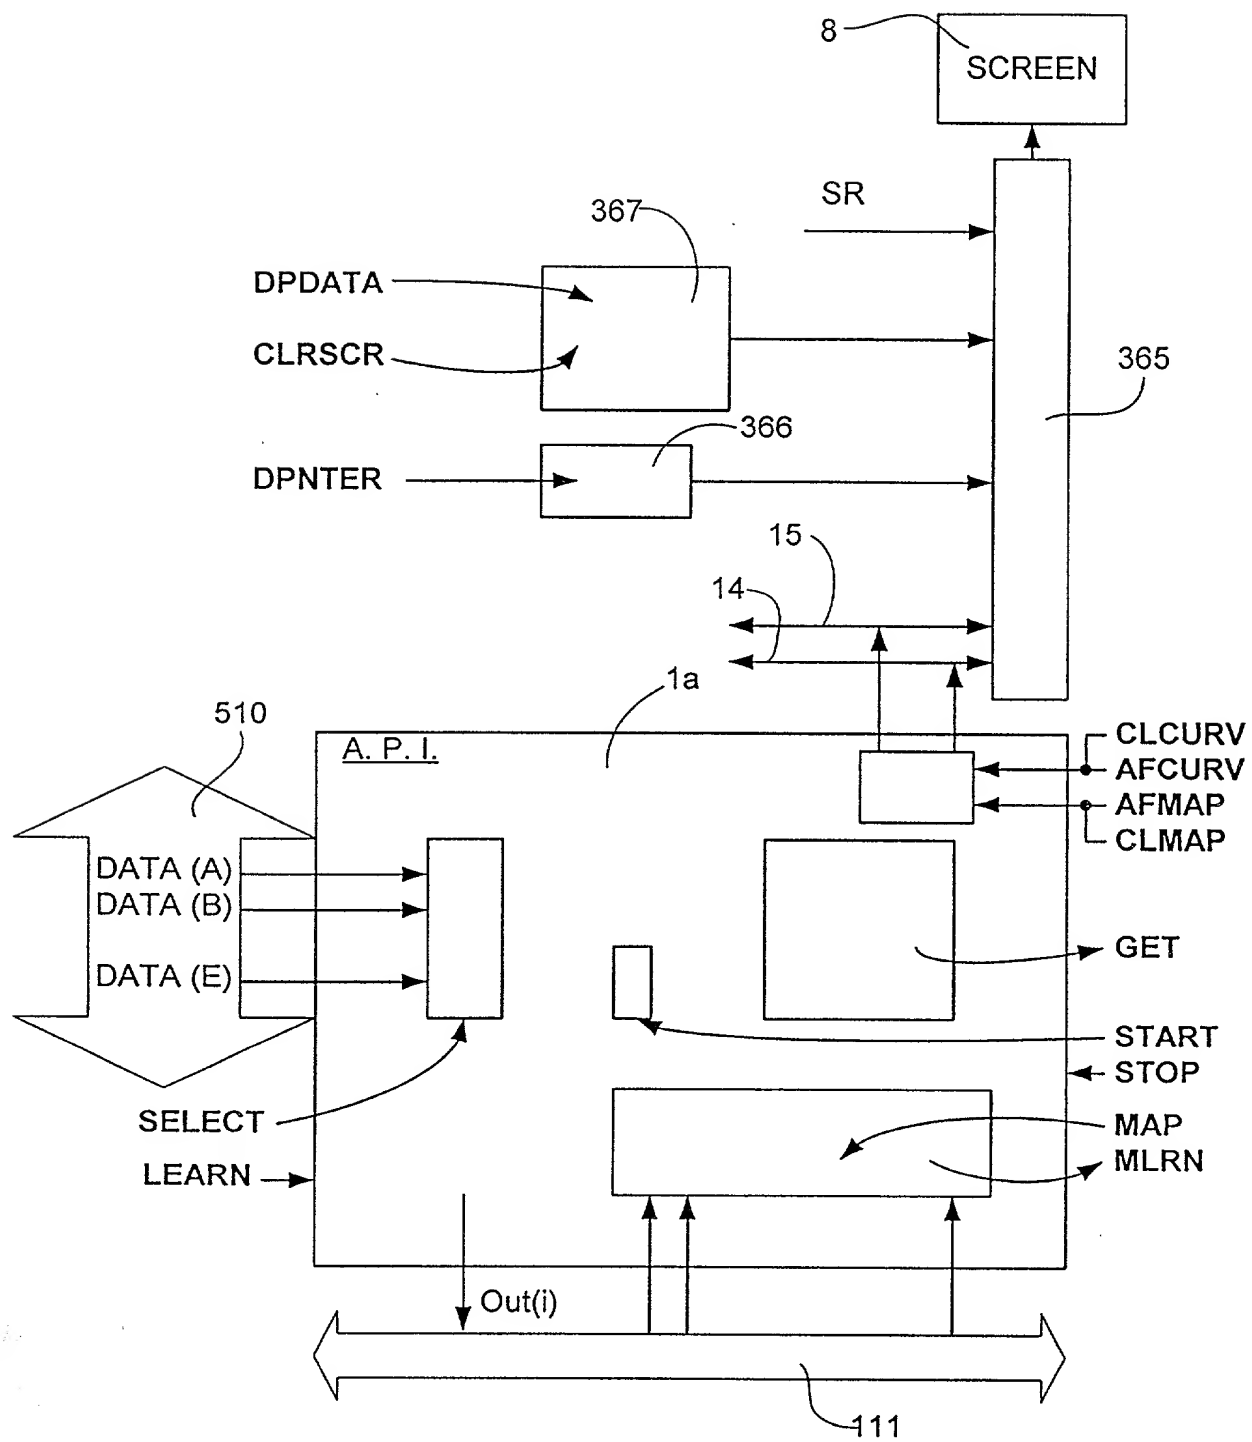 8
SCREEN
SR
367
DPDATA
CLRSCR
365
366
DPNTER
15
14
1a
510
A. P. I.
CLCURV
AFCURV
AFMAP
CLMAP
DATA (A)
DATA (B)
DATA (E)
GET
START
STOP
SELECT
MAP
LEARN
MLRN
Out(i)
111